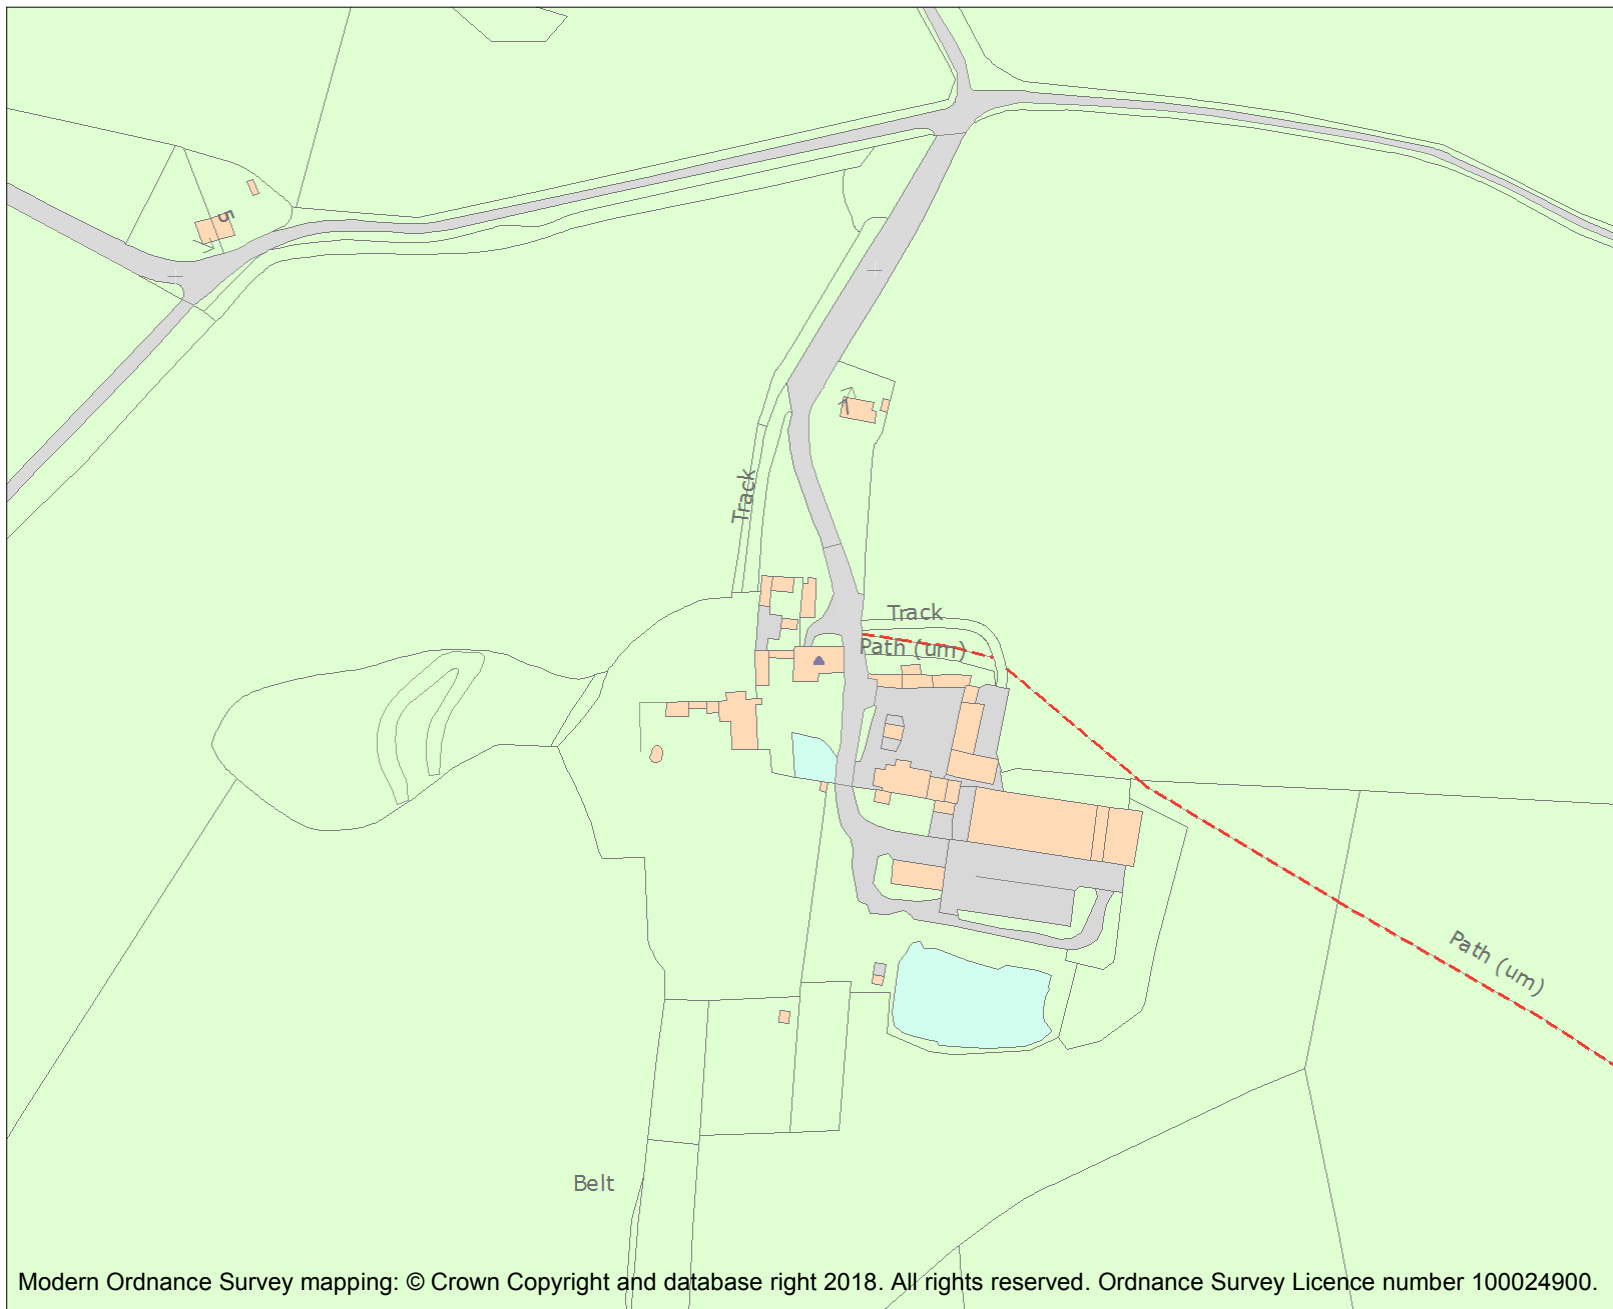 5
1
Track
Track
Path (um)
Path (um)
Belt
Modern Ordnance Survey mapping: © Crown Copyright and database right 2018. All rights reserved. Ordnance Survey Licence number 100024900.